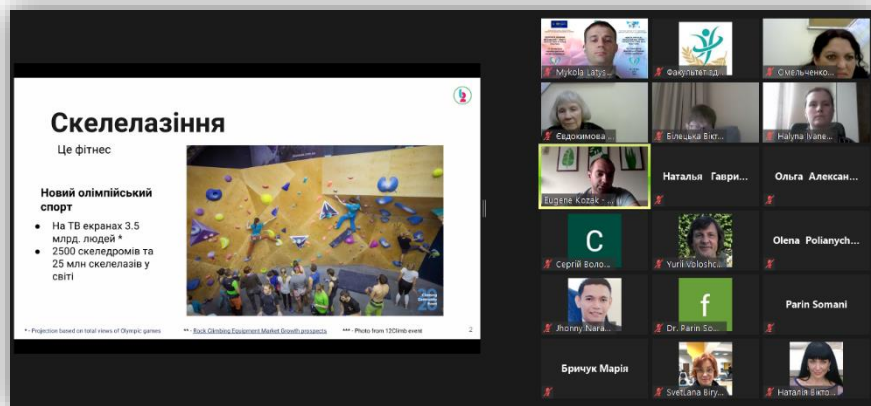 Скелелазіння
Це фітнес
Новий олімпійський
спорт
● На ТВ екранах 3.5
млрд. людей *
● 2500 скеледромів та
25 млн скелелазів у
світі
* - Projection based on total views of Olympic games
** - Rock Climbing Equipment Market Growth prospects
*** - Photo from 12Climb event
2
Mykola Latys...
Факультет зд...
Омельченко...
Євдокимова ...
Білецька Вікт...
Halyna Ivane...
Eugene Kozak - ...
Наталья Гаври...
Ольга Алексан...
C
Сергій Воло...
Yurii Voloshc...
Olena Polianych...
Jhonny Nara...
f
Dr. Parin So...
Parin Somani
Бричук Марія
SvetLana Biry...
Наталія Вікто...